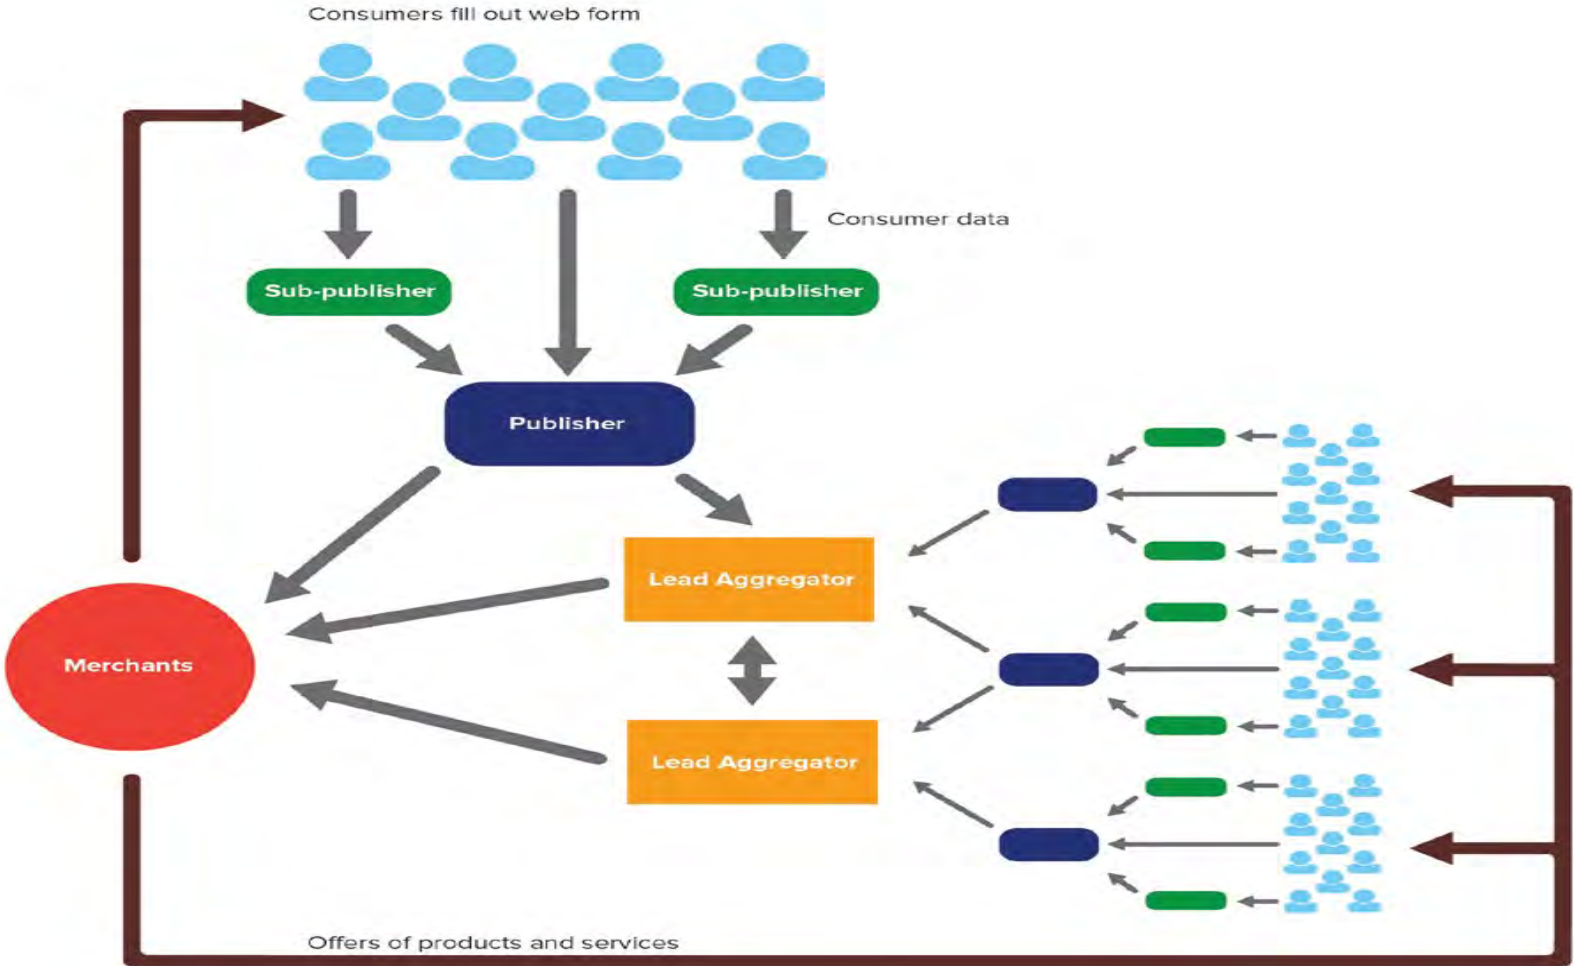 Consumers fill out web form
Consumer data
Sub-publisher
Sub-publisher
Publisher
Lead Aggregator
Merchants
Lead Aggregator
Offers of products and services